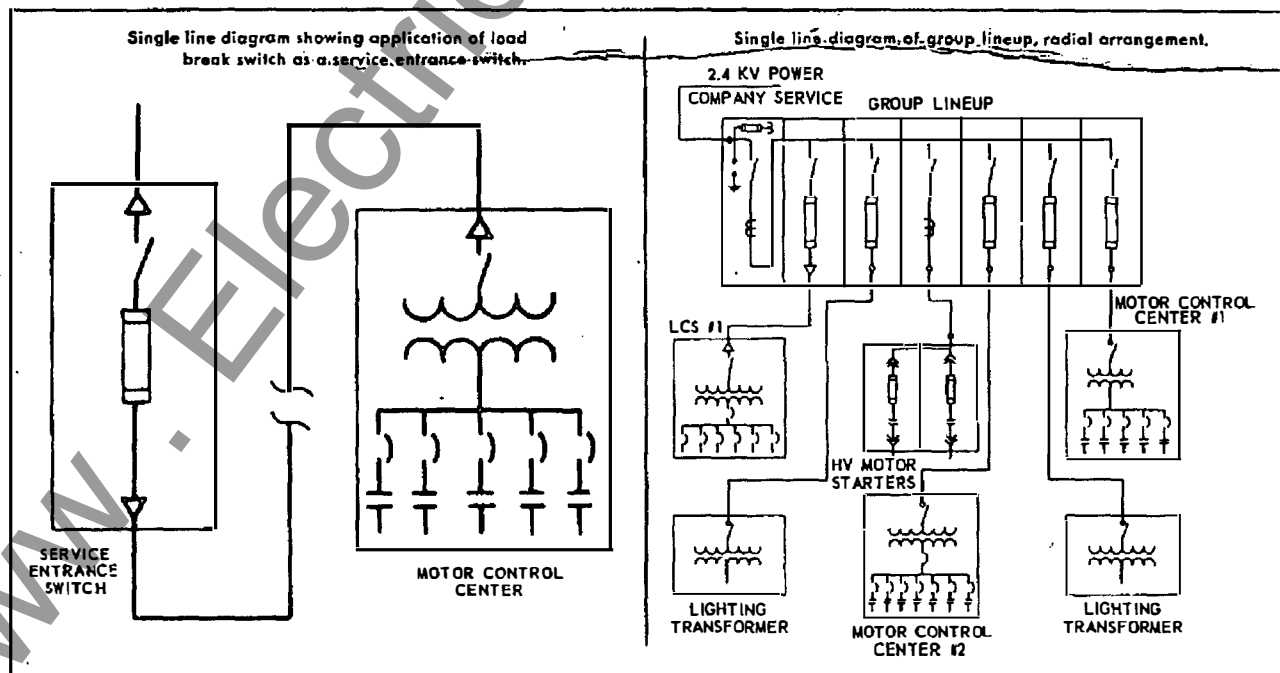 Single line diagram showing application of load
break switch as a service entrance switch.
SERVICE
ENTRANCE
SWITCH
MOTOR CONTROL
CENTER
Single line diagram of group lineup, radial arrangement.
2.4 KV POWER
COMPANY SERVICE
GROUP LINEUP
LCS #1
MOTOR CONTROL
CENTER #1
HV MOTOR
STARTERS
LIGHTING
TRANSFORMER
MOTOR CONTROL
CENTER #2
LIGHTING
TRANSFORMER
www. Electric